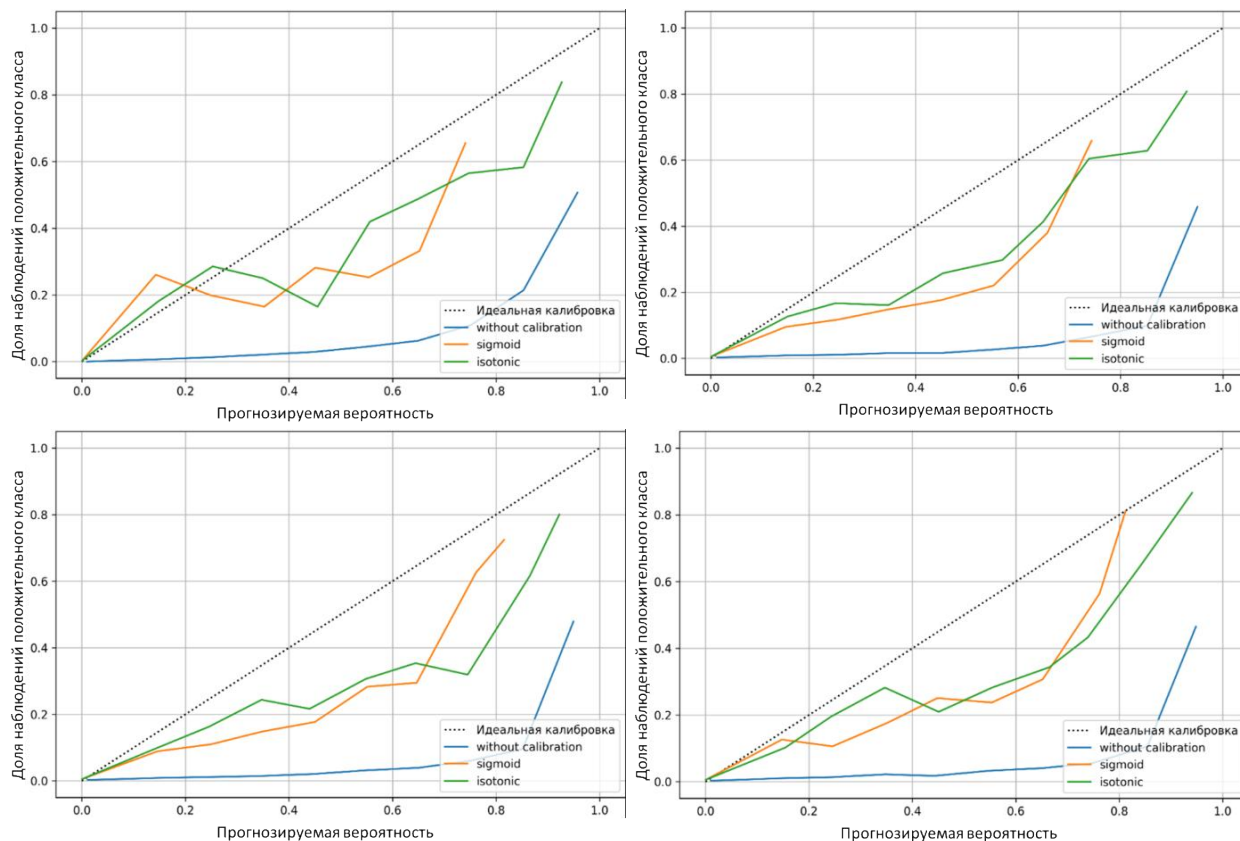 Доля наблюдений положительного класса
1.0
0.8
0.6
0.4
0.2
0.0
Идеальная калибровка
without calibration
sigmoid
isotonic
0.0 0.2 0.4 0.6 0.8 1.0
Прогнозируемая вероятность
Доля наблюдений положительного класса
1.0
0.8
0.6
0.4
0.2
0.0
Идеальная калибровка
without calibration
sigmoid
isotonic
0.0 0.2 0.4 0.6 0.8 1.0
Прогнозируемая вероятность
Доля наблюдений положительного класса
1.0
0.8
0.6
0.4
0.2
0.0
Идеальная калибровка
without calibration
sigmoid
isotonic
0.0 0.2 0.4 0.6 0.8 1.0
Прогнозируемая вероятность
Доля наблюдений положительного класса
1.0
0.8
0.6
0.4
0.2
0.0
Идеальная калибровка
without calibration
sigmoid
isotonic
0.0 0.2 0.4 0.6 0.8 1.0
Прогнозируемая вероятность